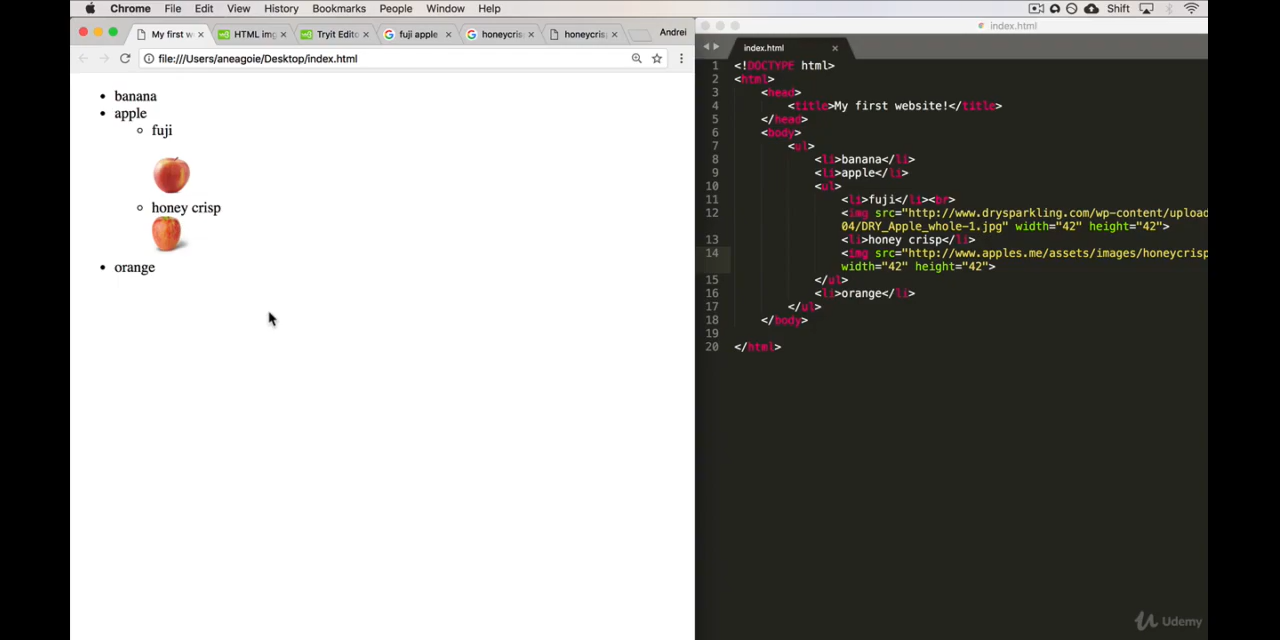 Chrome File Edit View History Bookmarks People Window Help Shift
My first w HTML img Tryit Edito fuji apple honeycris honeycris Andrei
file:///Users/aneagoie/Desktop/index.html
banana
apple
fuji
honey crisp
orange
index.html
index.html
1 <!DOCTYPE html>
2 <html>
3 <head>
4 <title>My first website!</title>
5 </head>
6 <body>
7 <ul>
8 <li>banana</li>
9 <li>apple</li>
10 <ul>
11 <li>fuji</li><br>
12 <img src="http://www.drysparkling.com/wp-content/upload
04/DRY_Apple_whole-1.jpg" width="42" height="42">
13 <li>honey crisp</li>
14 <img src="http://www.apples.me/assets/images/honeycrisp
width="42" height="42">
15 </ul>
16 <li>orange</li>
17 </ul>
18 </body>
19
20 </html>
Udemy